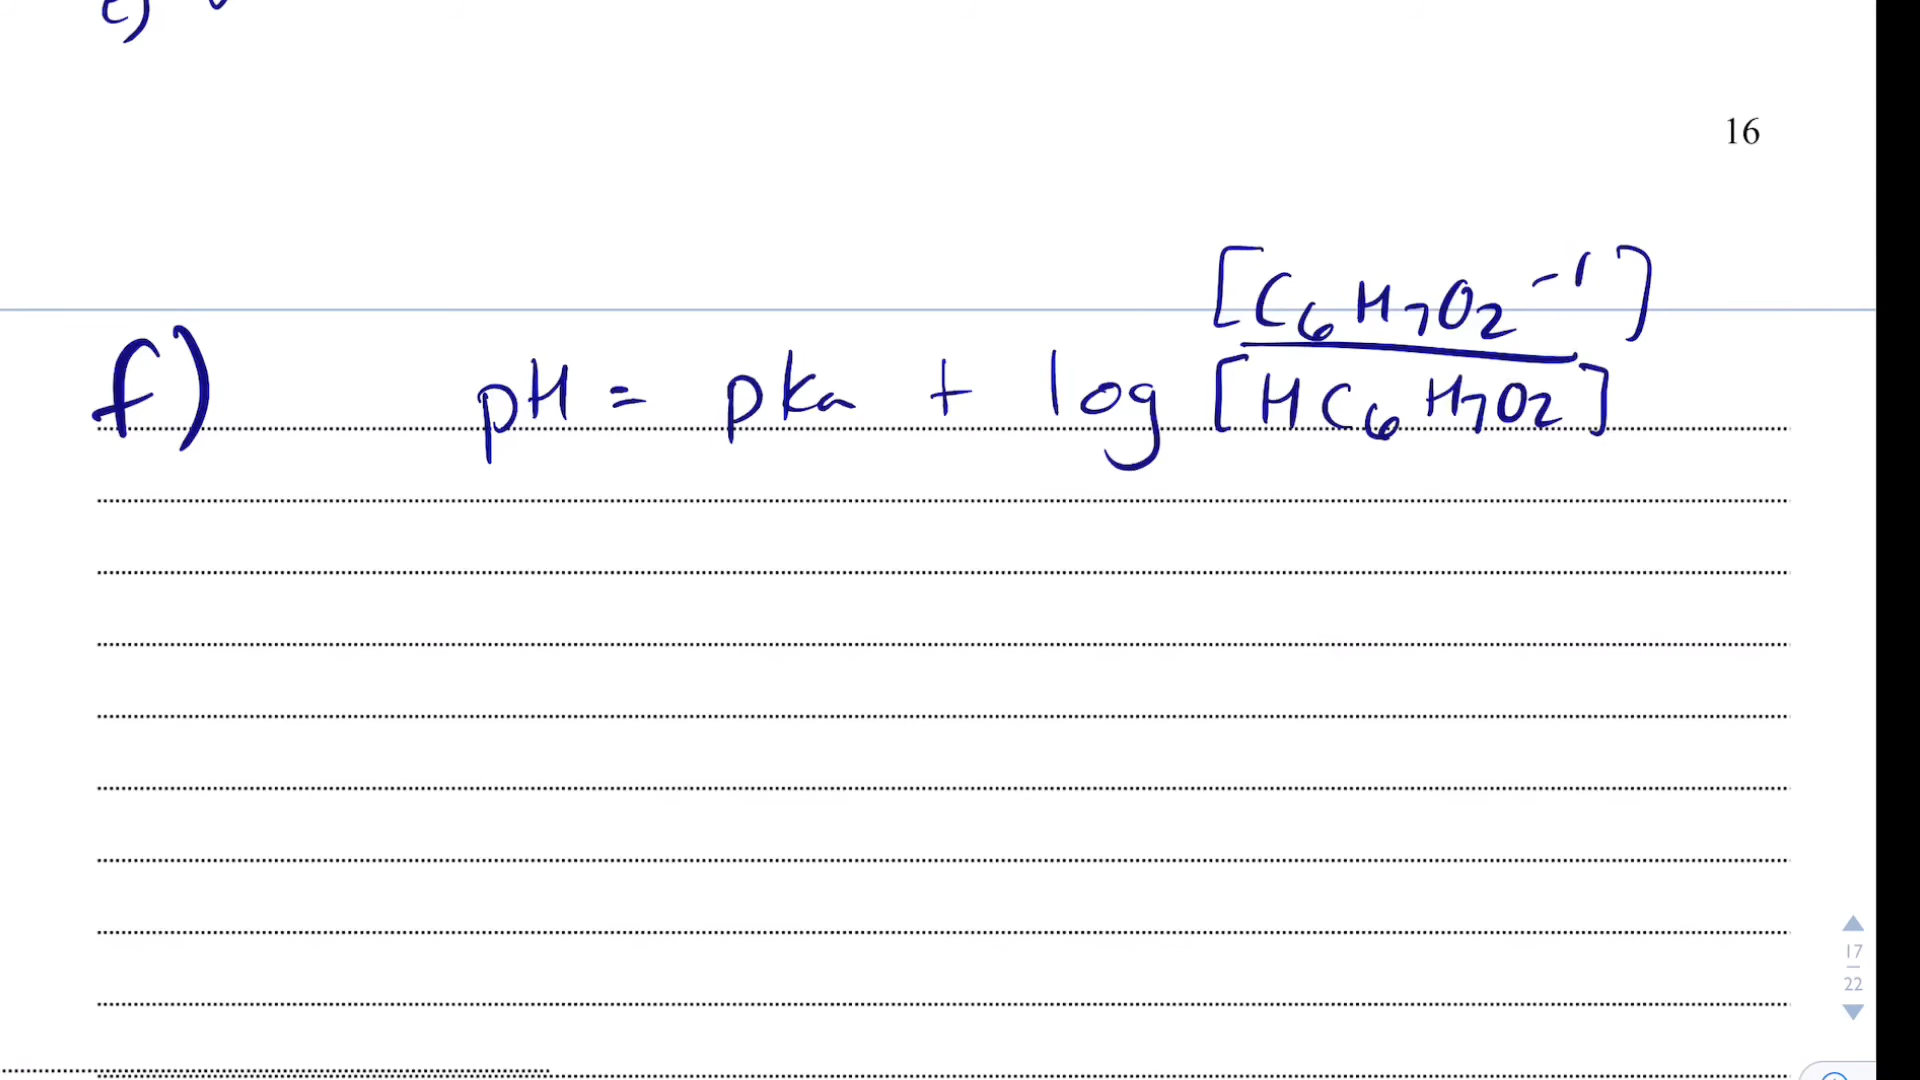 16
f) pH = pKa + log [C₆H₇O₂⁻¹] / [HC₆H₇O₂]
17
22